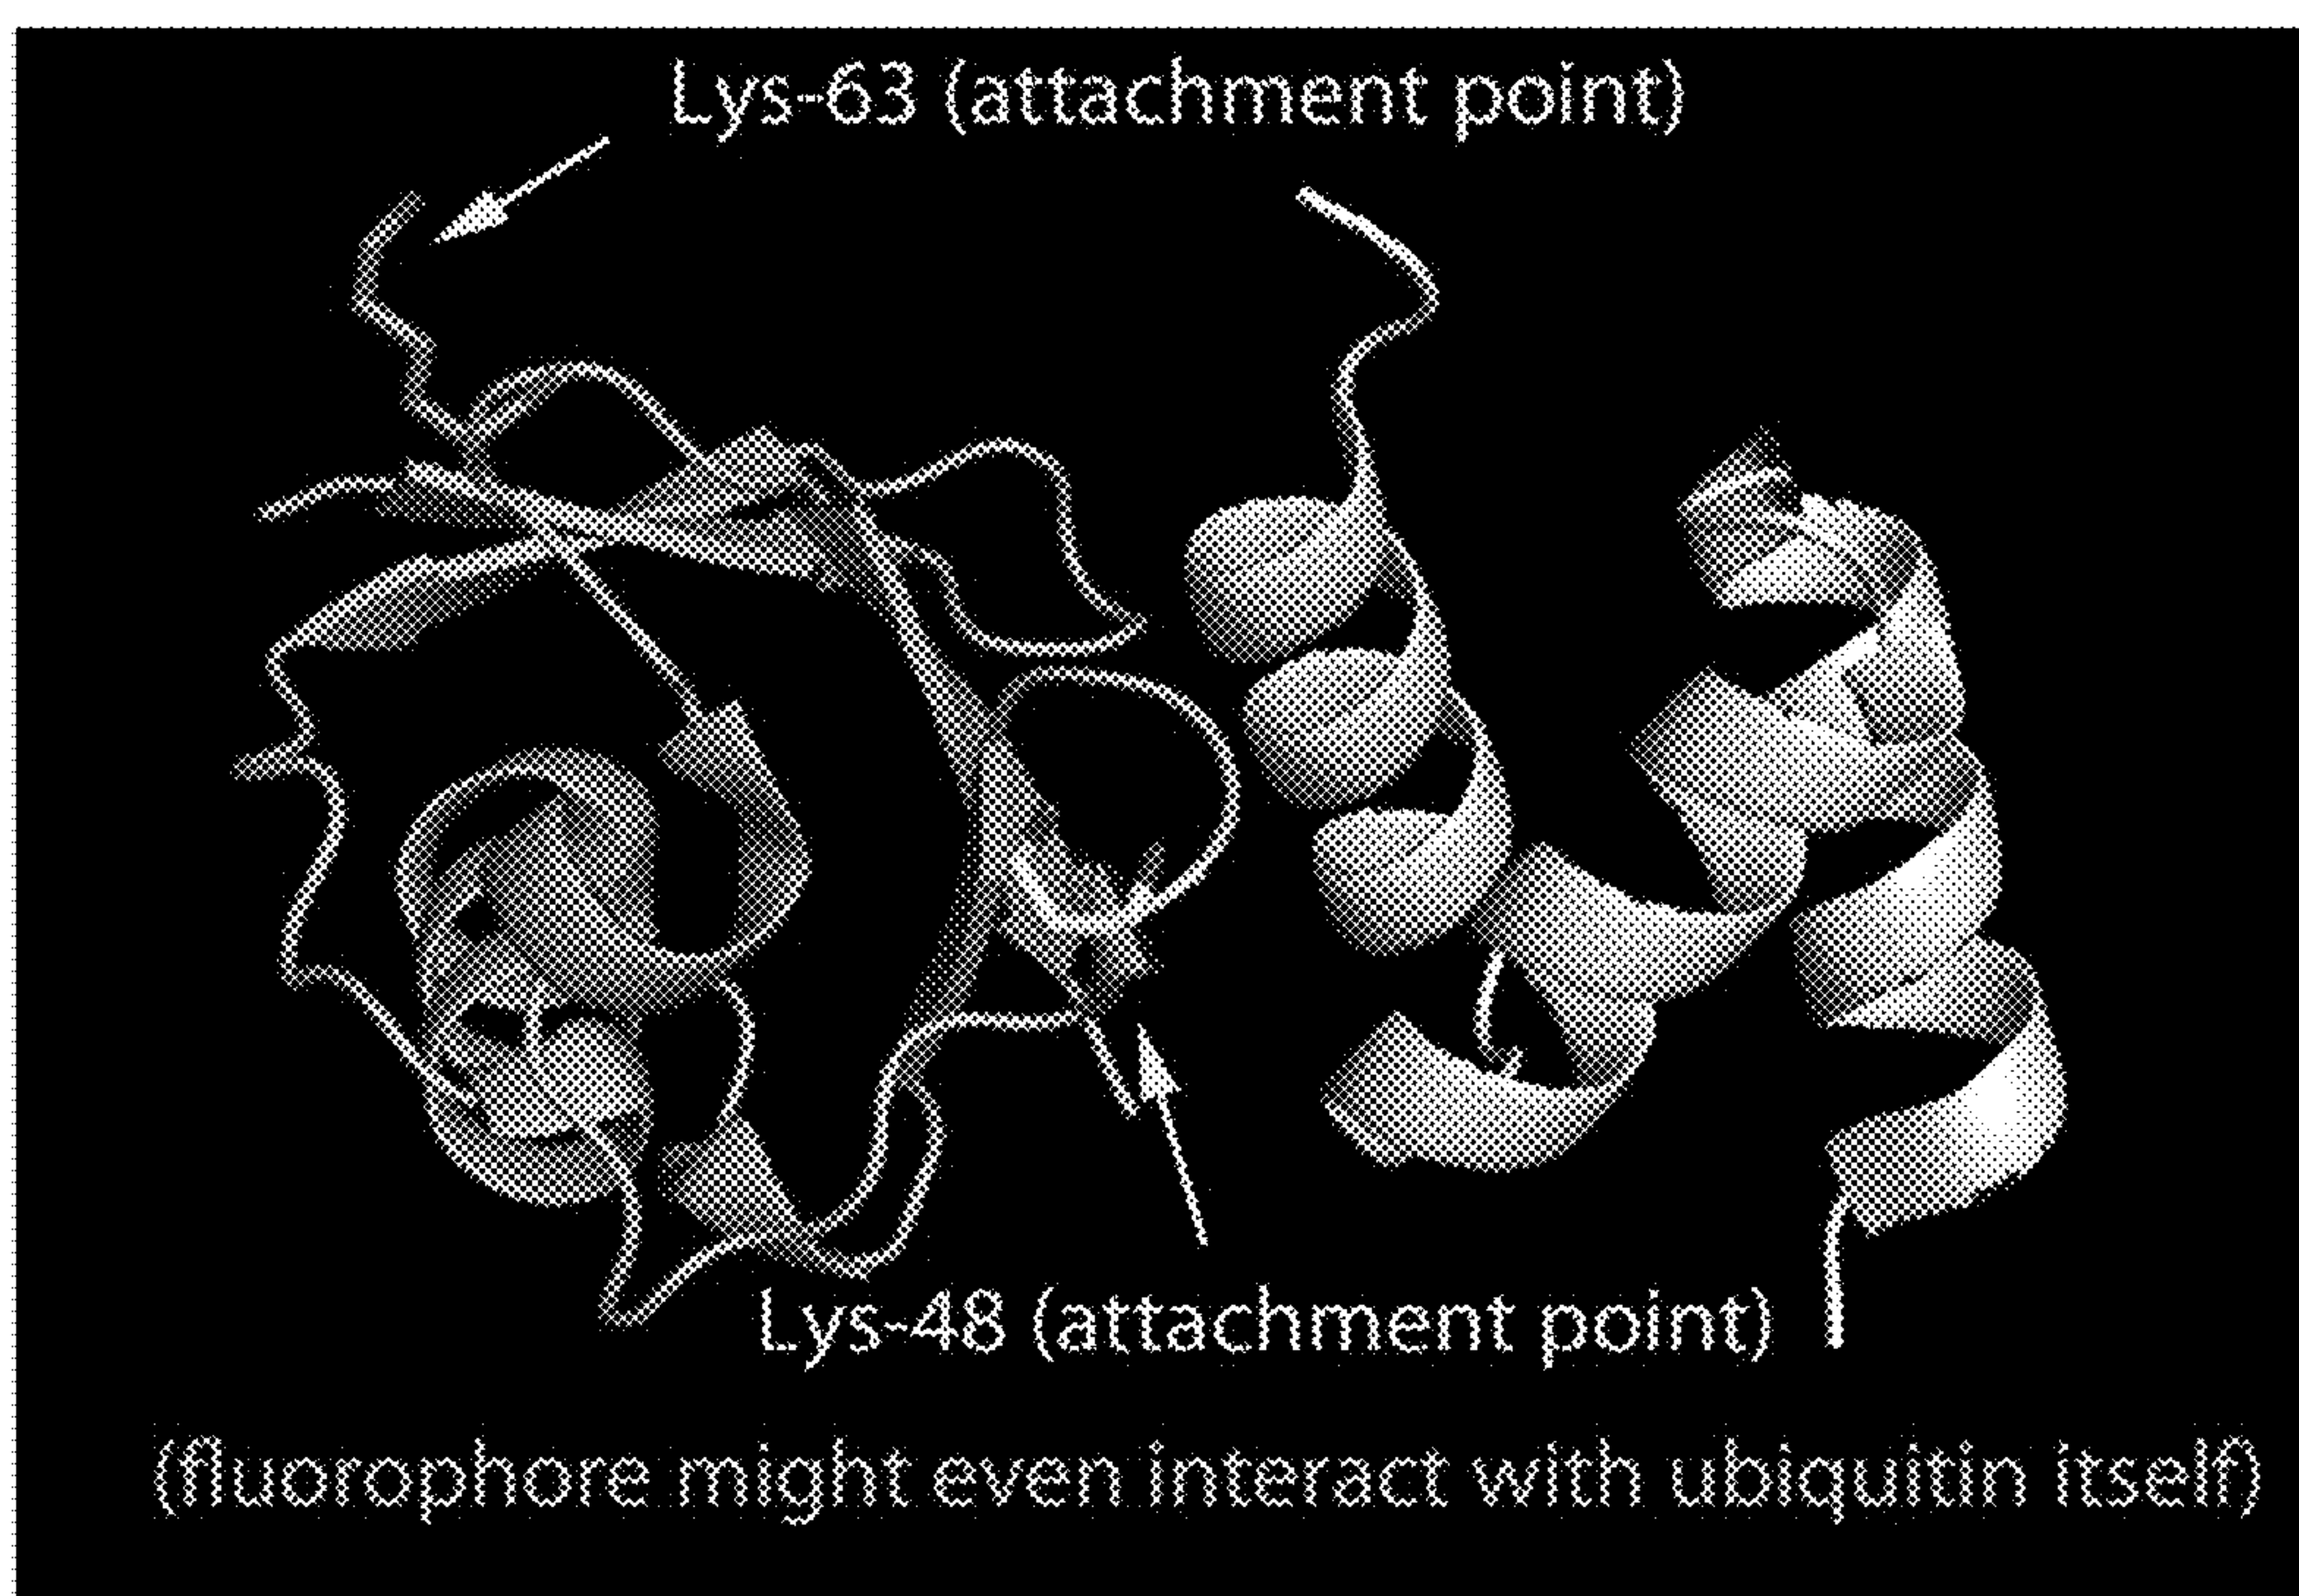 Lys-63 (attachment point)
Lys-48 (attachment point)
(fluorophore might even interact with ubiquitin itself)